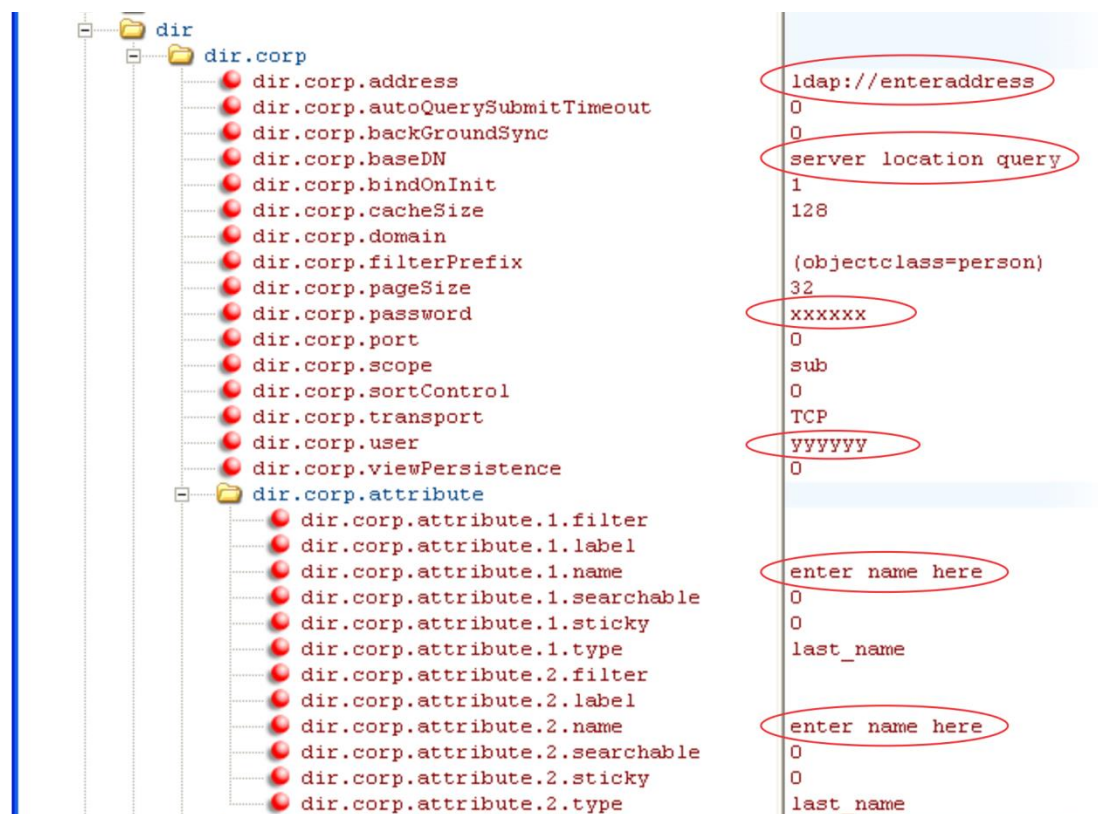 dir
dir.corp
dir.corp.address ldap://enteraddress
dir.corp.autoQuerySubmitTimeout 0
dir.corp.backGroundSync 0
dir.corp.baseDN server location query
dir.corp.bindOnInit 1
dir.corp.cacheSize 128
dir.corp.domain
dir.corp.filterPrefix (objectclass=person)
dir.corp.pageSize 32
dir.corp.password xxxxxx
dir.corp.port 0
dir.corp.scope sub
dir.corp.sortControl 0
dir.corp.transport TCP
dir.corp.user yyyyyy
dir.corp.viewPersistence 0
dir.corp.attribute
dir.corp.attribute.1.filter
dir.corp.attribute.1.label
dir.corp.attribute.1.name enter name here
dir.corp.attribute.1.searchable 0
dir.corp.attribute.1.sticky 0
dir.corp.attribute.1.type last_name
dir.corp.attribute.2.filter
dir.corp.attribute.2.label
dir.corp.attribute.2.name enter name here
dir.corp.attribute.2.searchable 0
dir.corp.attribute.2.sticky 0
dir.corp.attribute.2.type last_name